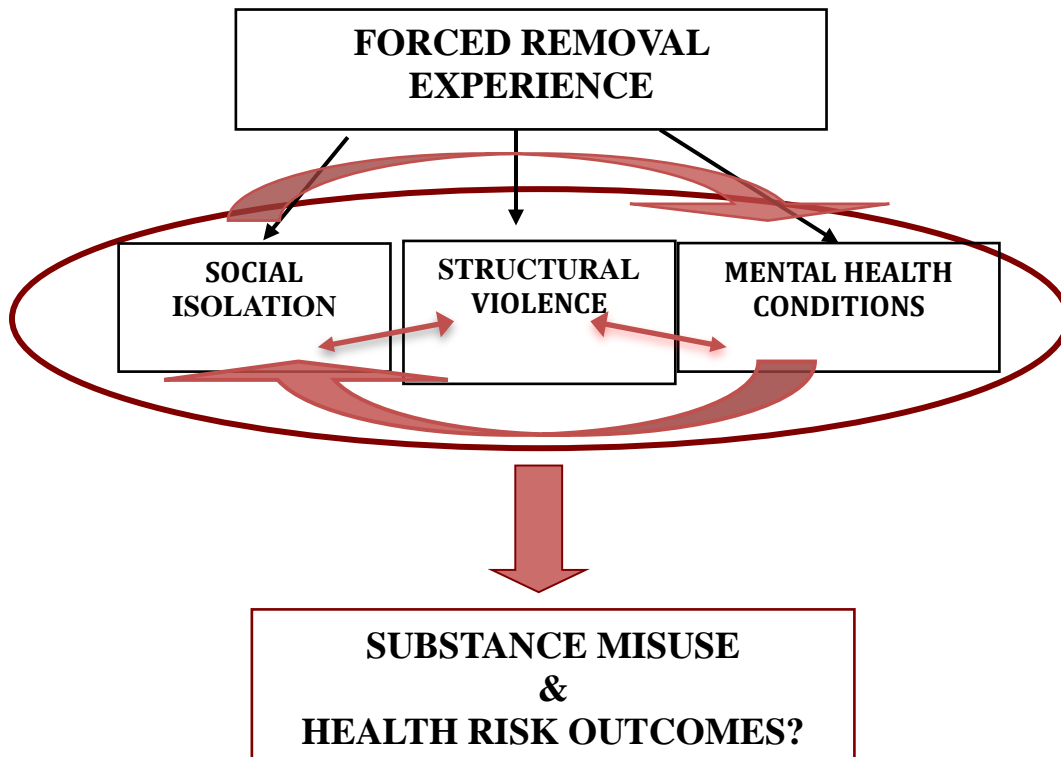 FORCED REMOVAL
EXPERIENCE
SOCIAL
ISOLATION
STRUCTURAL
VIOLENCE
MENTAL HEALTH
CONDITIONS
SUBSTANCE MISUSE
&
HEALTH RISK OUTCOMES?